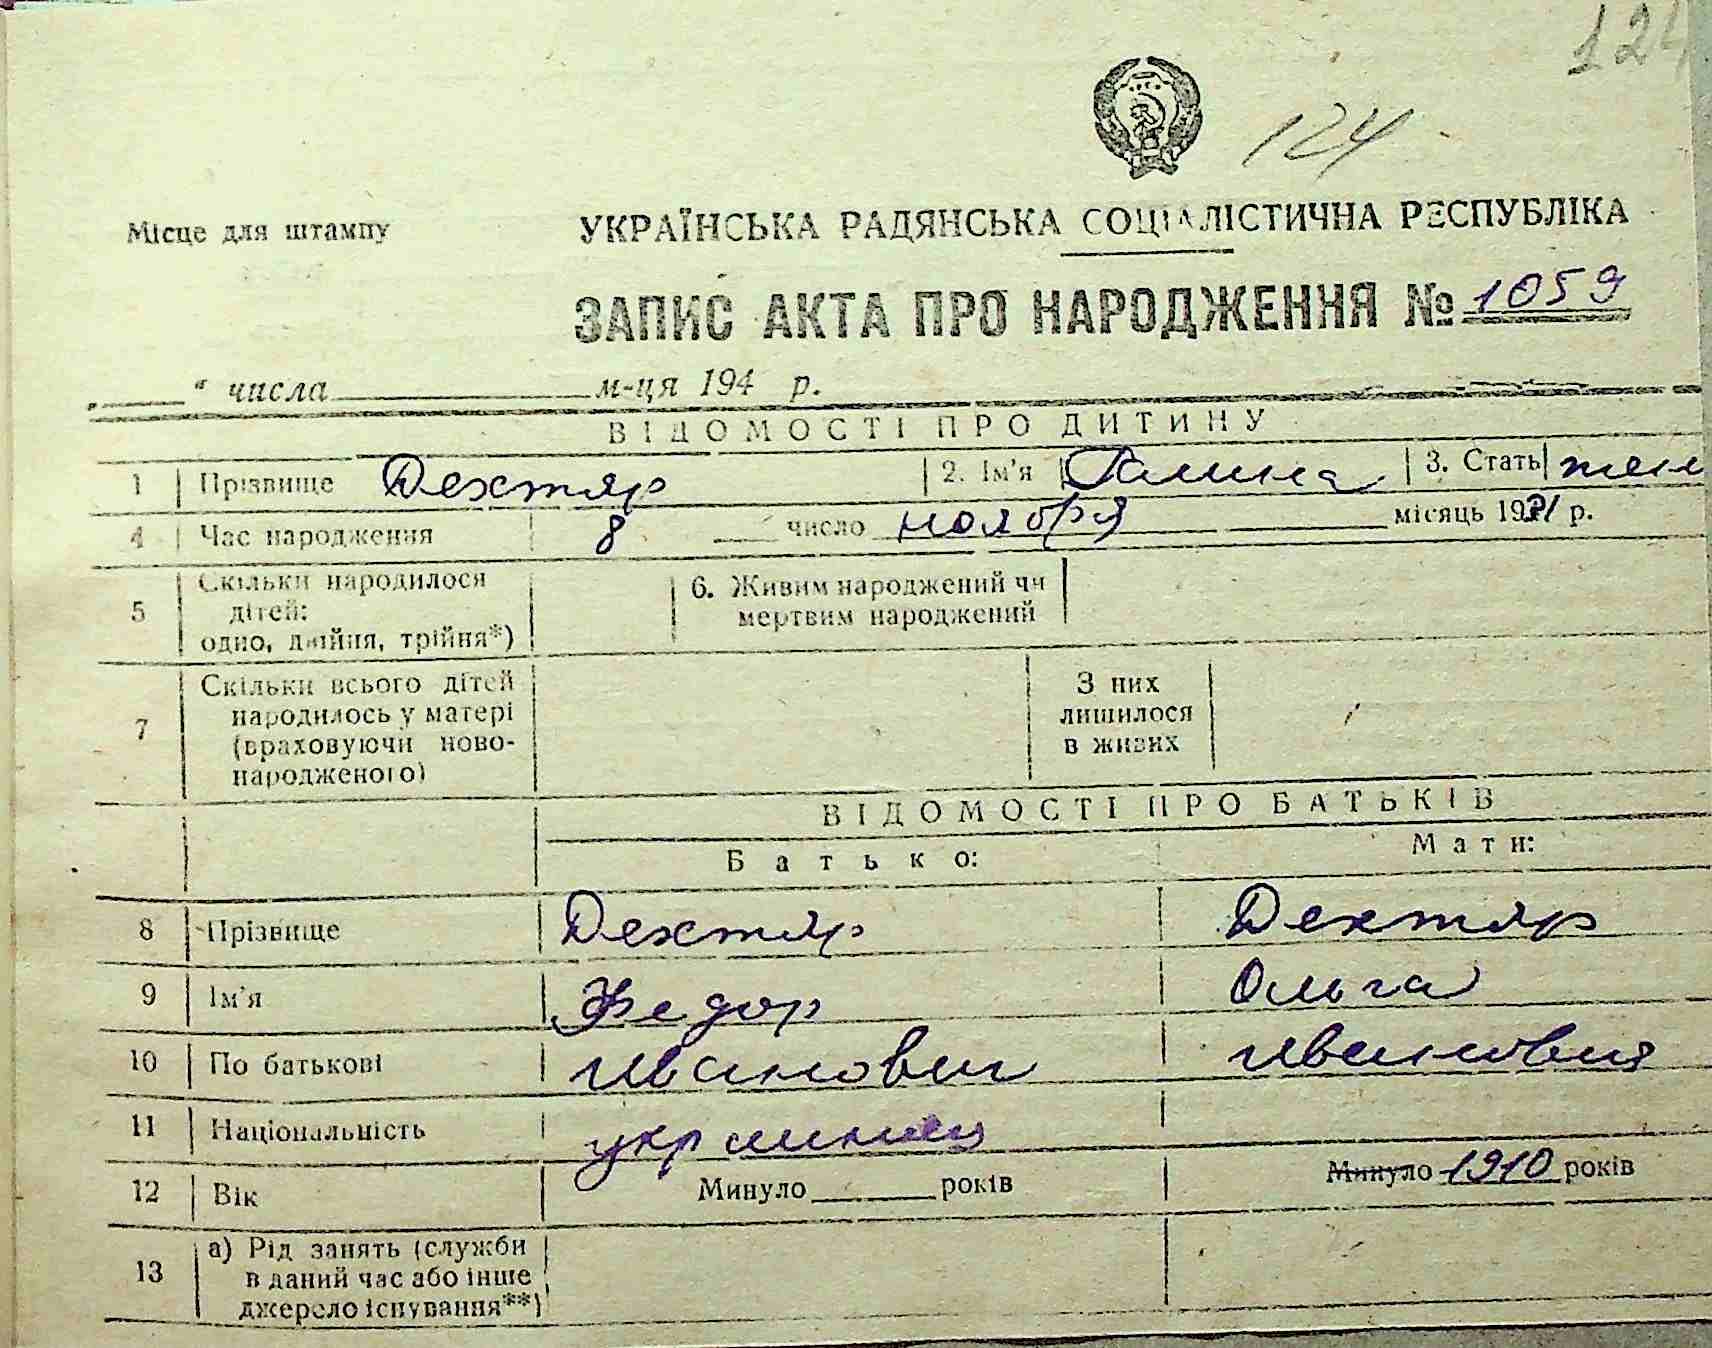 124
124
Місце для штампу
УКРАЇНСЬКА РАДЯНСЬКА СОЦІАЛІСТИЧНА РЕСПУБЛІКА
ЗАПИС АКТА ПРО НАРОДЖЕННЯ № 1059
„ “ числа м-ця 194 р.
ВІДОМОСТІ ПРО ДИТИНУ
1 Прізвище Дехтяр 2. Ім'я Галина 3. Стать жен
4 Час народження 8 число ноября місяць 19 р.
5 Скільки народилося дітей: одно, двійня, трійня*) 6. Живим народжений чи мертвим народжений
7 Скільки всього дітей народилось у матері (враховуючи ново-народженого) З них лишилося в живих
ВІДОМОСТІ ПРО БАТЬКІВ
Батько: Мати:
8 Прізвище Дехтяр Дехтяр
9 Ім'я Федор Ольга
10 По батькові Иванович Ивановна
11 Національність украинец
12 Вік Минуло років Минуло 1910 років
13 а) Рід занять (служби в даний час або інше джерело існування**)